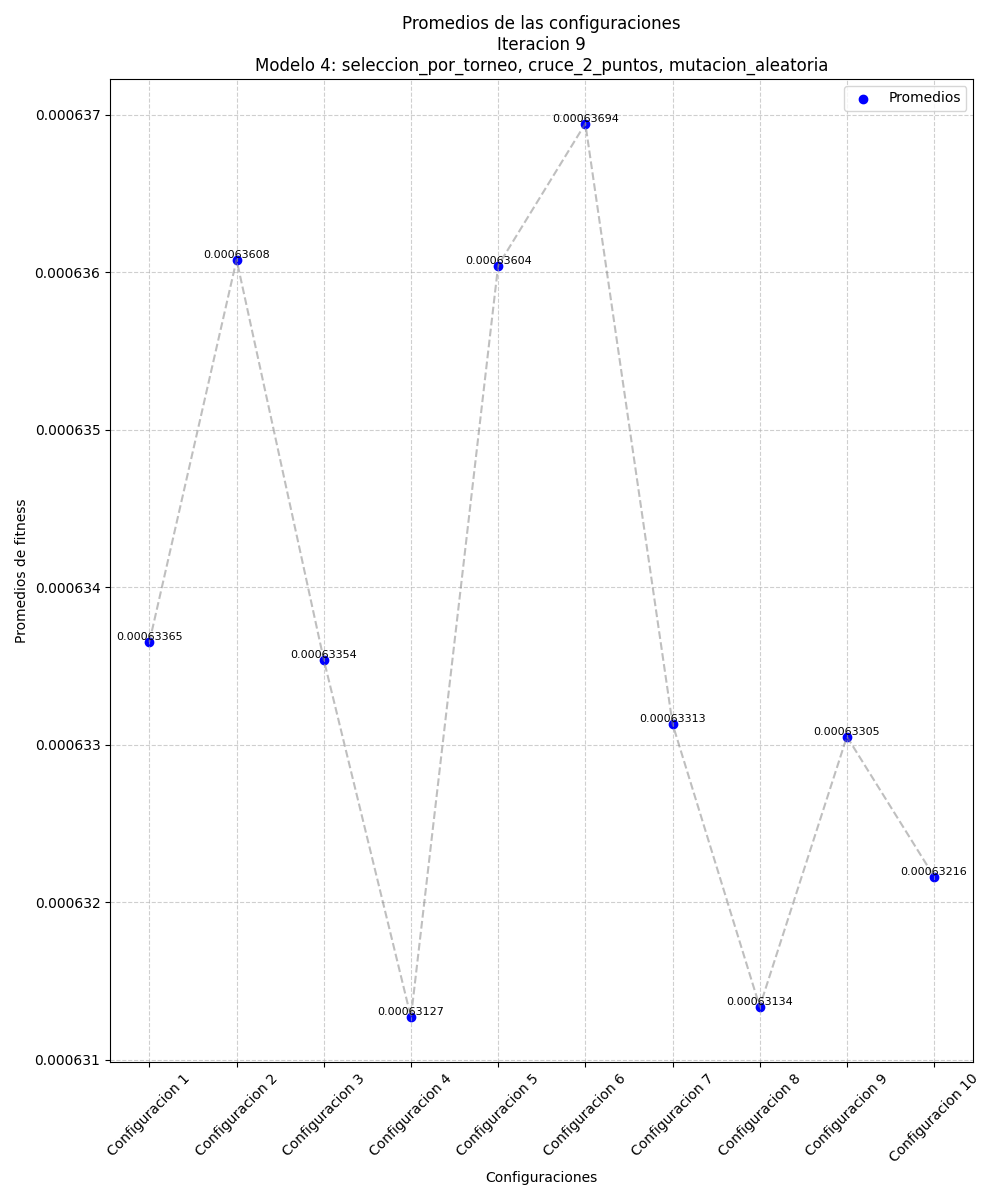 Promedios de las configuraciones
Iteracion 9
Modelo 4: seleccion_por_torneo, cruce_2_puntos, mutacion_aleatoria
Promedios
0.000637
0.000636
0.000635
0.000634
0.000633
0.000632
0.000631
Promedios de fitness
0.00063365
0.00063608
0.00063354
0.00063127
0.00063604
0.00063694
0.00063313
0.00063134
0.00063305
0.00063216
Configuracion 1
Configuracion 2
Configuracion 3
Configuracion 4
Configuracion 5
Configuracion 6
Configuracion 7
Configuracion 8
Configuracion 9
Configuracion 10
Configuraciones